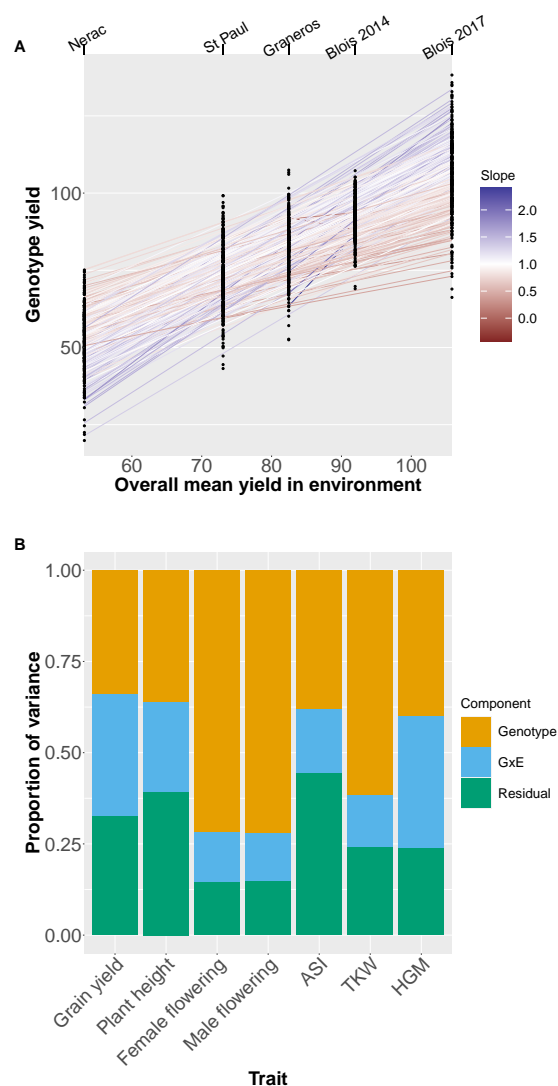 A
Nerac
St Paul
Graneros
Blois 2014
Blois 2017
Genotype yield
100
50
60
70
80
90
100
Overall mean yield in environment
Slope
2.0
1.5
1.0
0.5
0.0
B
Proportion of variance
1.00
0.75
0.50
0.25
0.00
Grain yield
Plant height
Female flowering
Male flowering
ASI
TKW
HGM
Trait
Component
Genotype
GxE
Residual